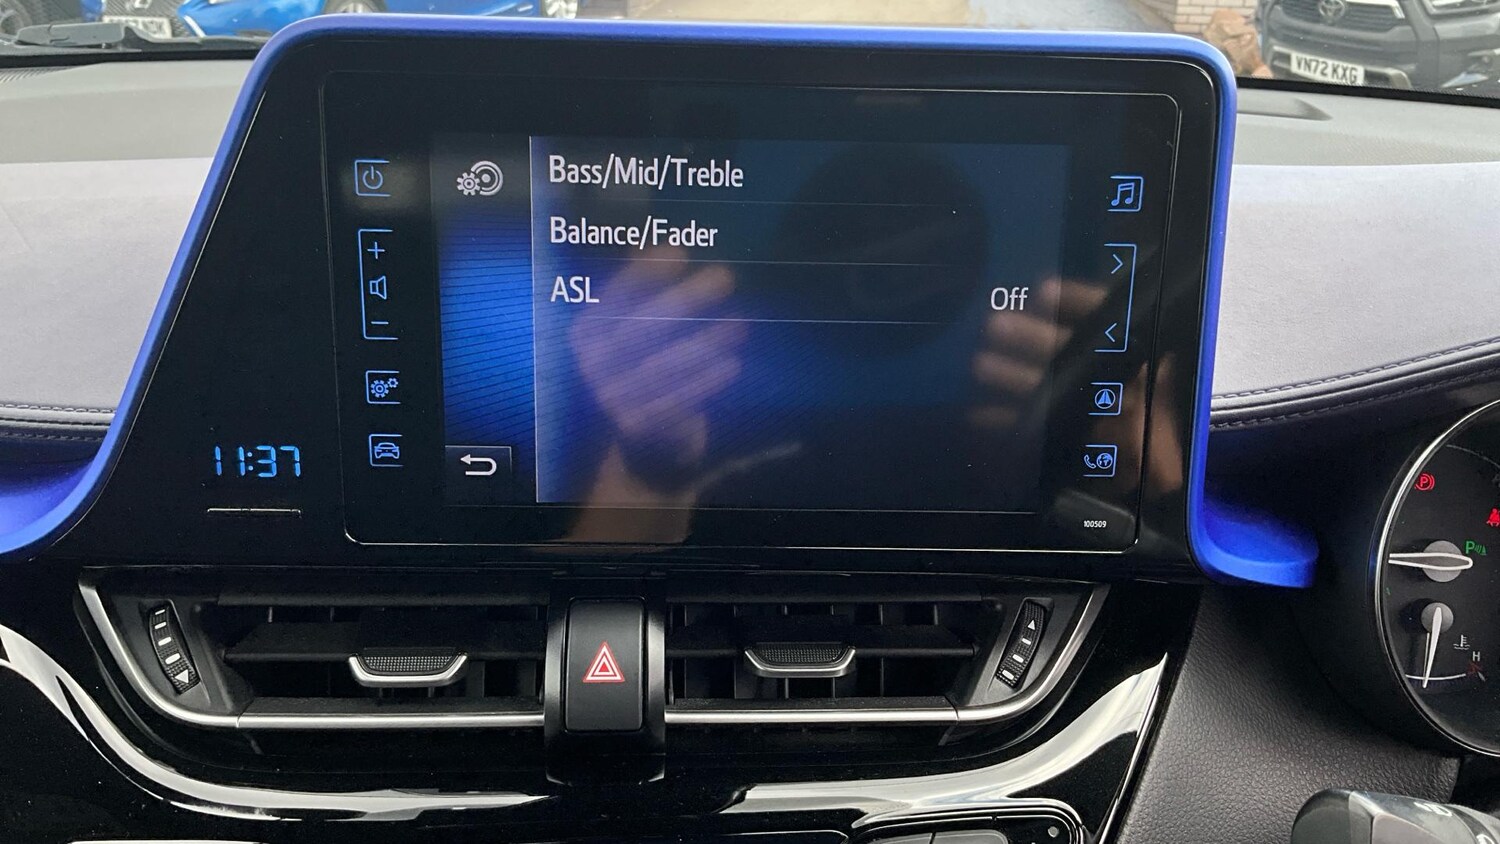 VN72 KXG
Bass/Mid/Treble
Balance/Fader
ASL Off
11:37
100509
P
P
H